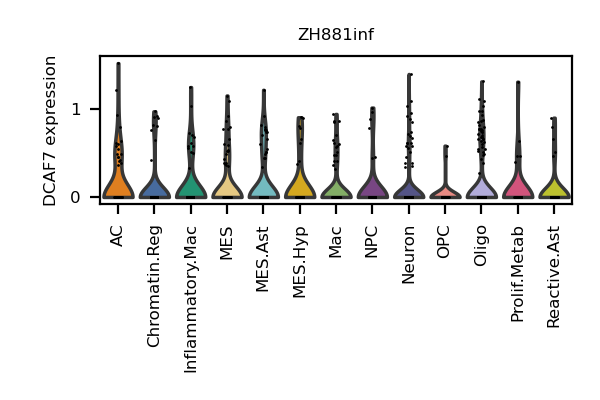 ZH881inf
DCAF7 expression
1
0
AC
Chromatin.Reg
Inflammatory.Mac
MES
MES.Ast
MES.Hyp
Mac
NPC
Neuron
OPC
Oligo
Prolif.Metab
Reactive.Ast